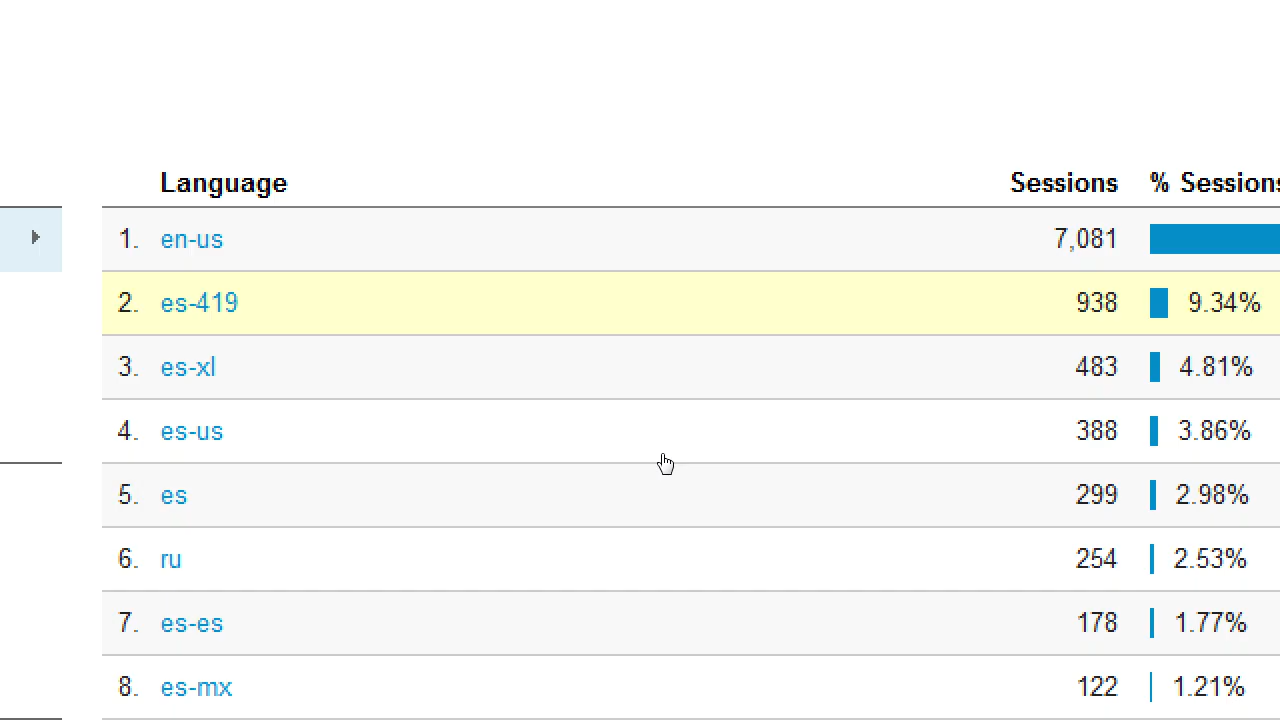 Language Sessions % Sessions
1. en-us 7,081
2. es-419 938 9.34%
3. es-xl 483 4.81%
4. es-us 388 3.86%
5. es 299 2.98%
6. ru 254 2.53%
7. es-es 178 1.77%
8. es-mx 122 1.21%